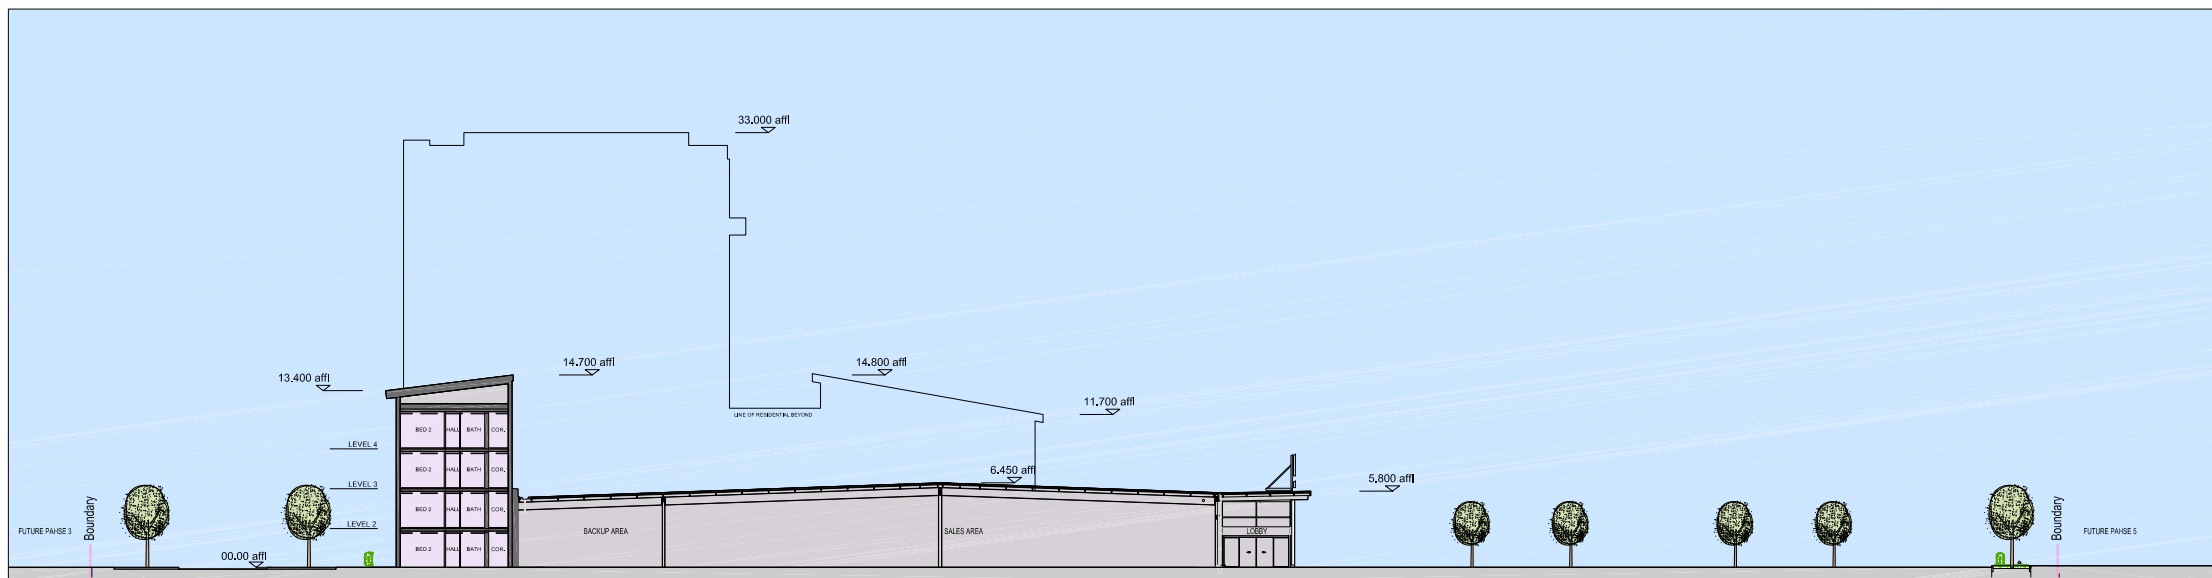 33.000 affl
14.700 affl
14.800 affl
13.400 affl
11.700 affl
LINE OF RESIDENTIAL BEYOND
BED 2 HALL BATH COR.
LEVEL 4
BED 2 HALL BATH COR.
6.450 affl
5.800 affl
LEVEL 3
BED 2 HALL BATH COR.
LEVEL 2
FUTURE PAHSE 3
Boundary
BACKUP AREA
SALES AREA
LOBBY
Boundary
FUTURE PAHSE 5
BED 2 HALL BATH COR.
00.00 affl